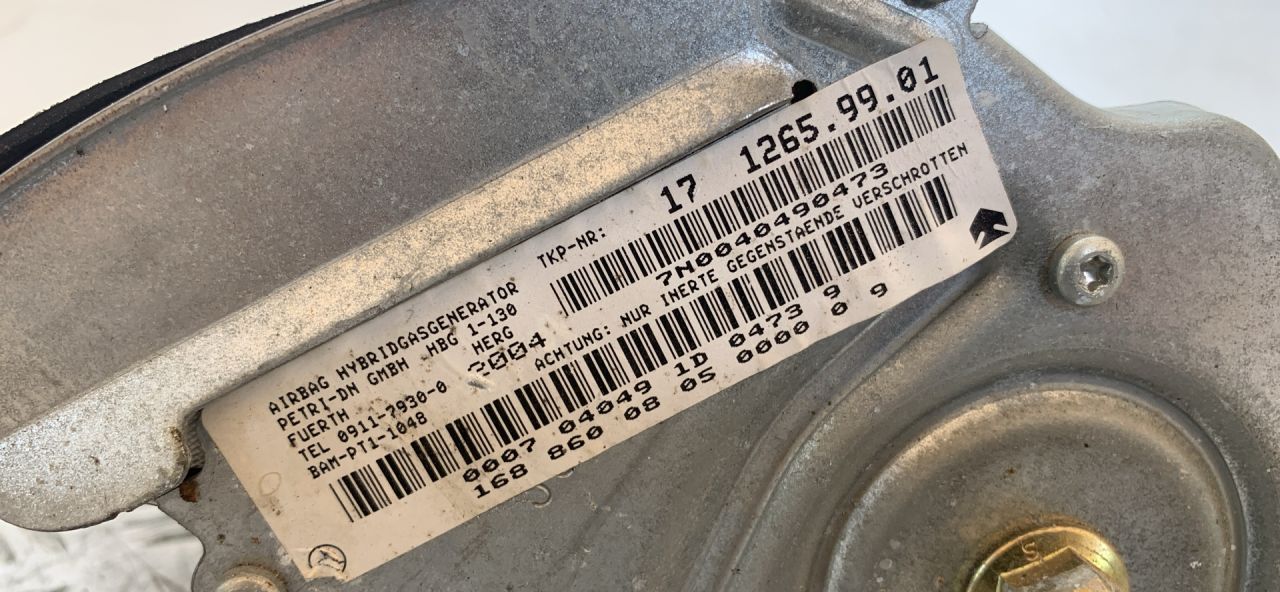 TKP-NR: 17 1265.99.01
7N0040490473
AIRBAG HYBRIDGASGENERATOR
PETRI-DN GMBH HBG 1-130
FUERTH HERG
TEL 0911-7930-0 2004
BAM-PT1-1048
ACHTUNG: NUR INERTE GEGENSTAENDE VERSCHROTTEN
0007 04049 1D 0473 9
168 860 08 05 0000 0 9
S